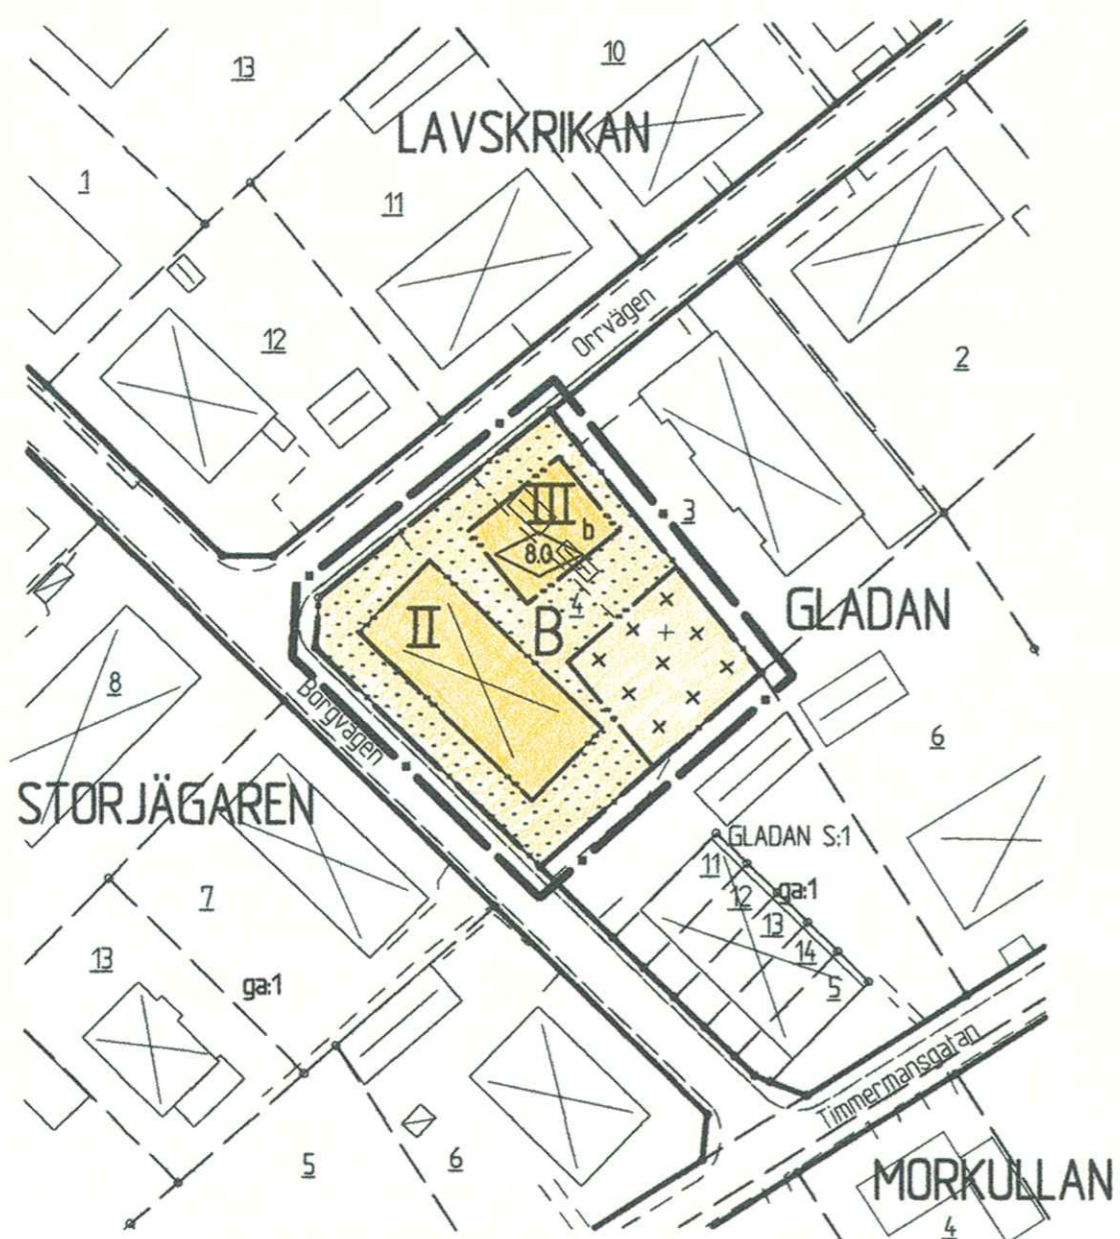 13
10
LAVSKRIKAN
1
11
Orrvägen
12
2
III
b
3
8.0
4
GLADAN
II
B
8
Borgvägen
6
STORJÄGAREN
GLADAN S:1
11
ga:1
12
7
13
13
14
ga:1
5
Timmermansgatan
5
6
MORKULLAN
4